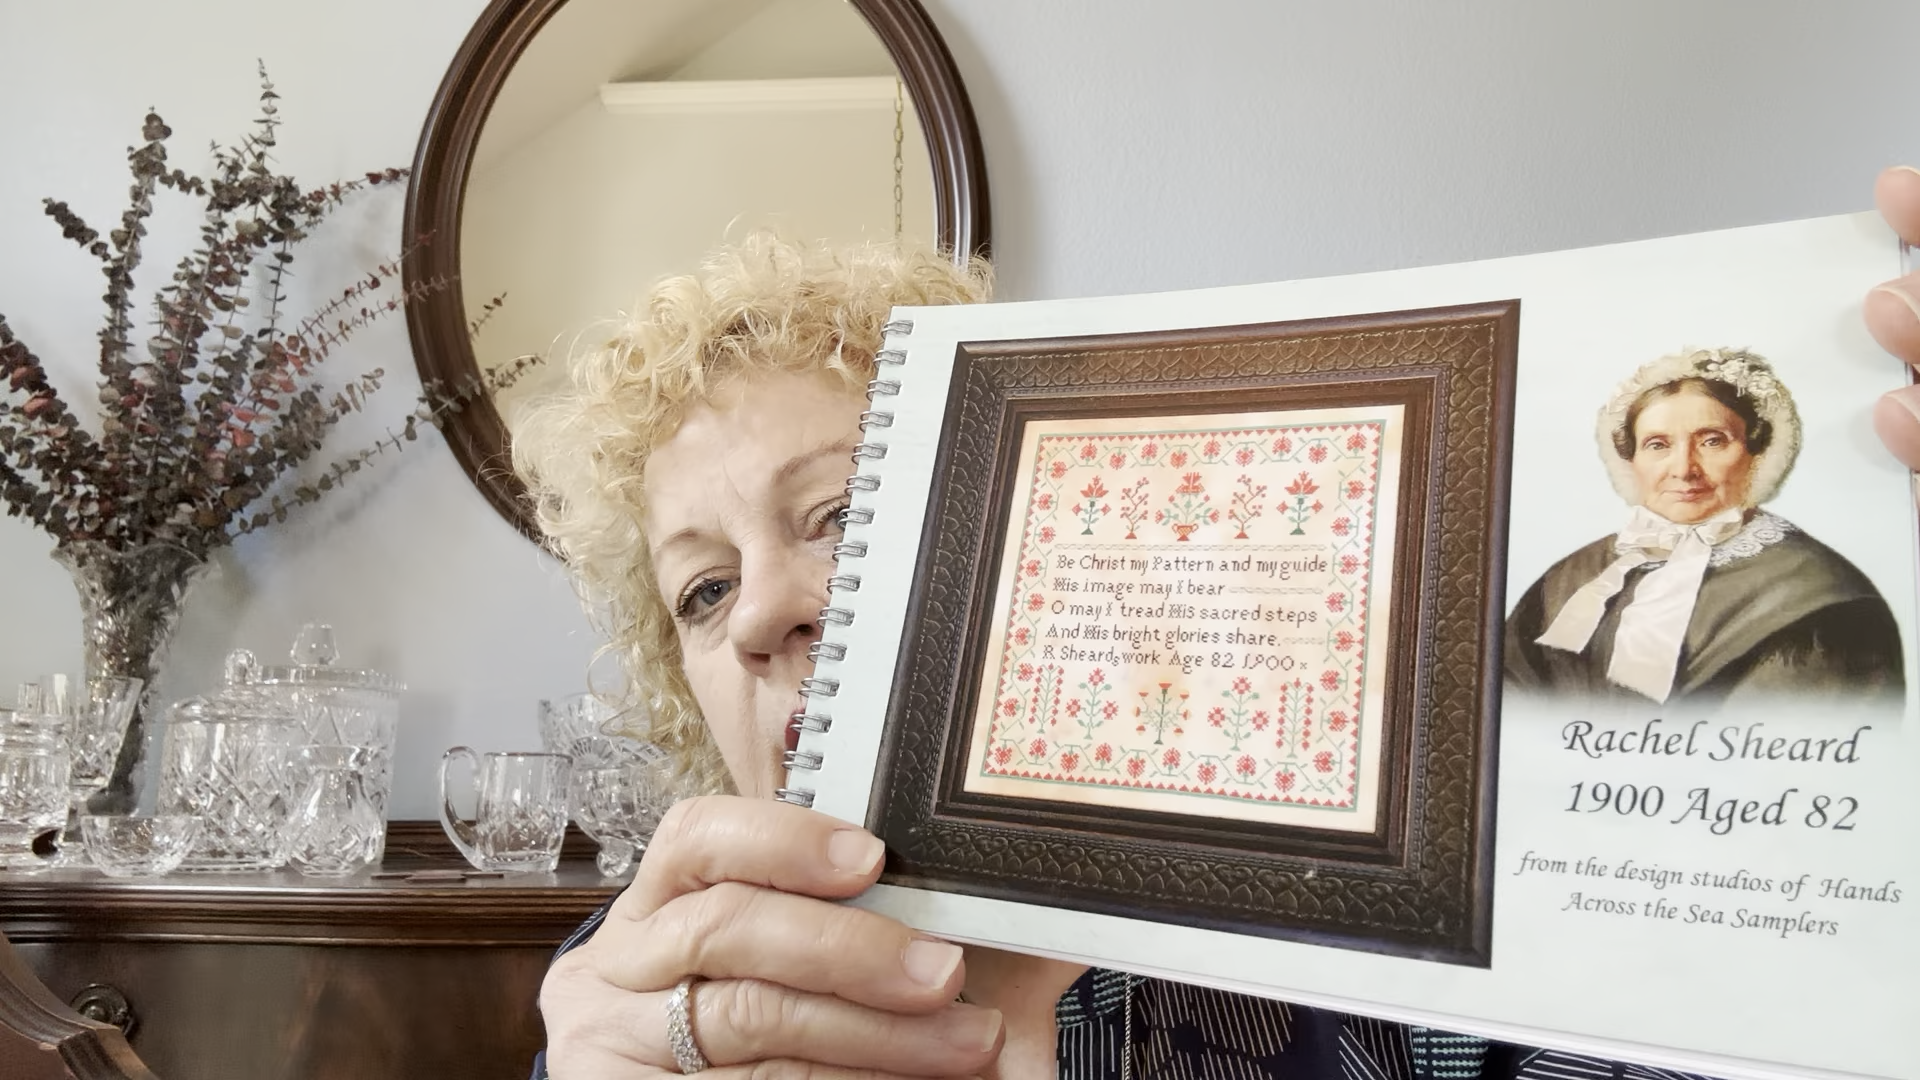 Be Christ my Pattern and my guide
His image may I bear
O may I tread His sacred steps
And His bright glories share.
R Sheards work Age 82 1900 x
Rachel Sheard
1900 Aged 82
from the design studios of Hands
Across the Sea Samplers